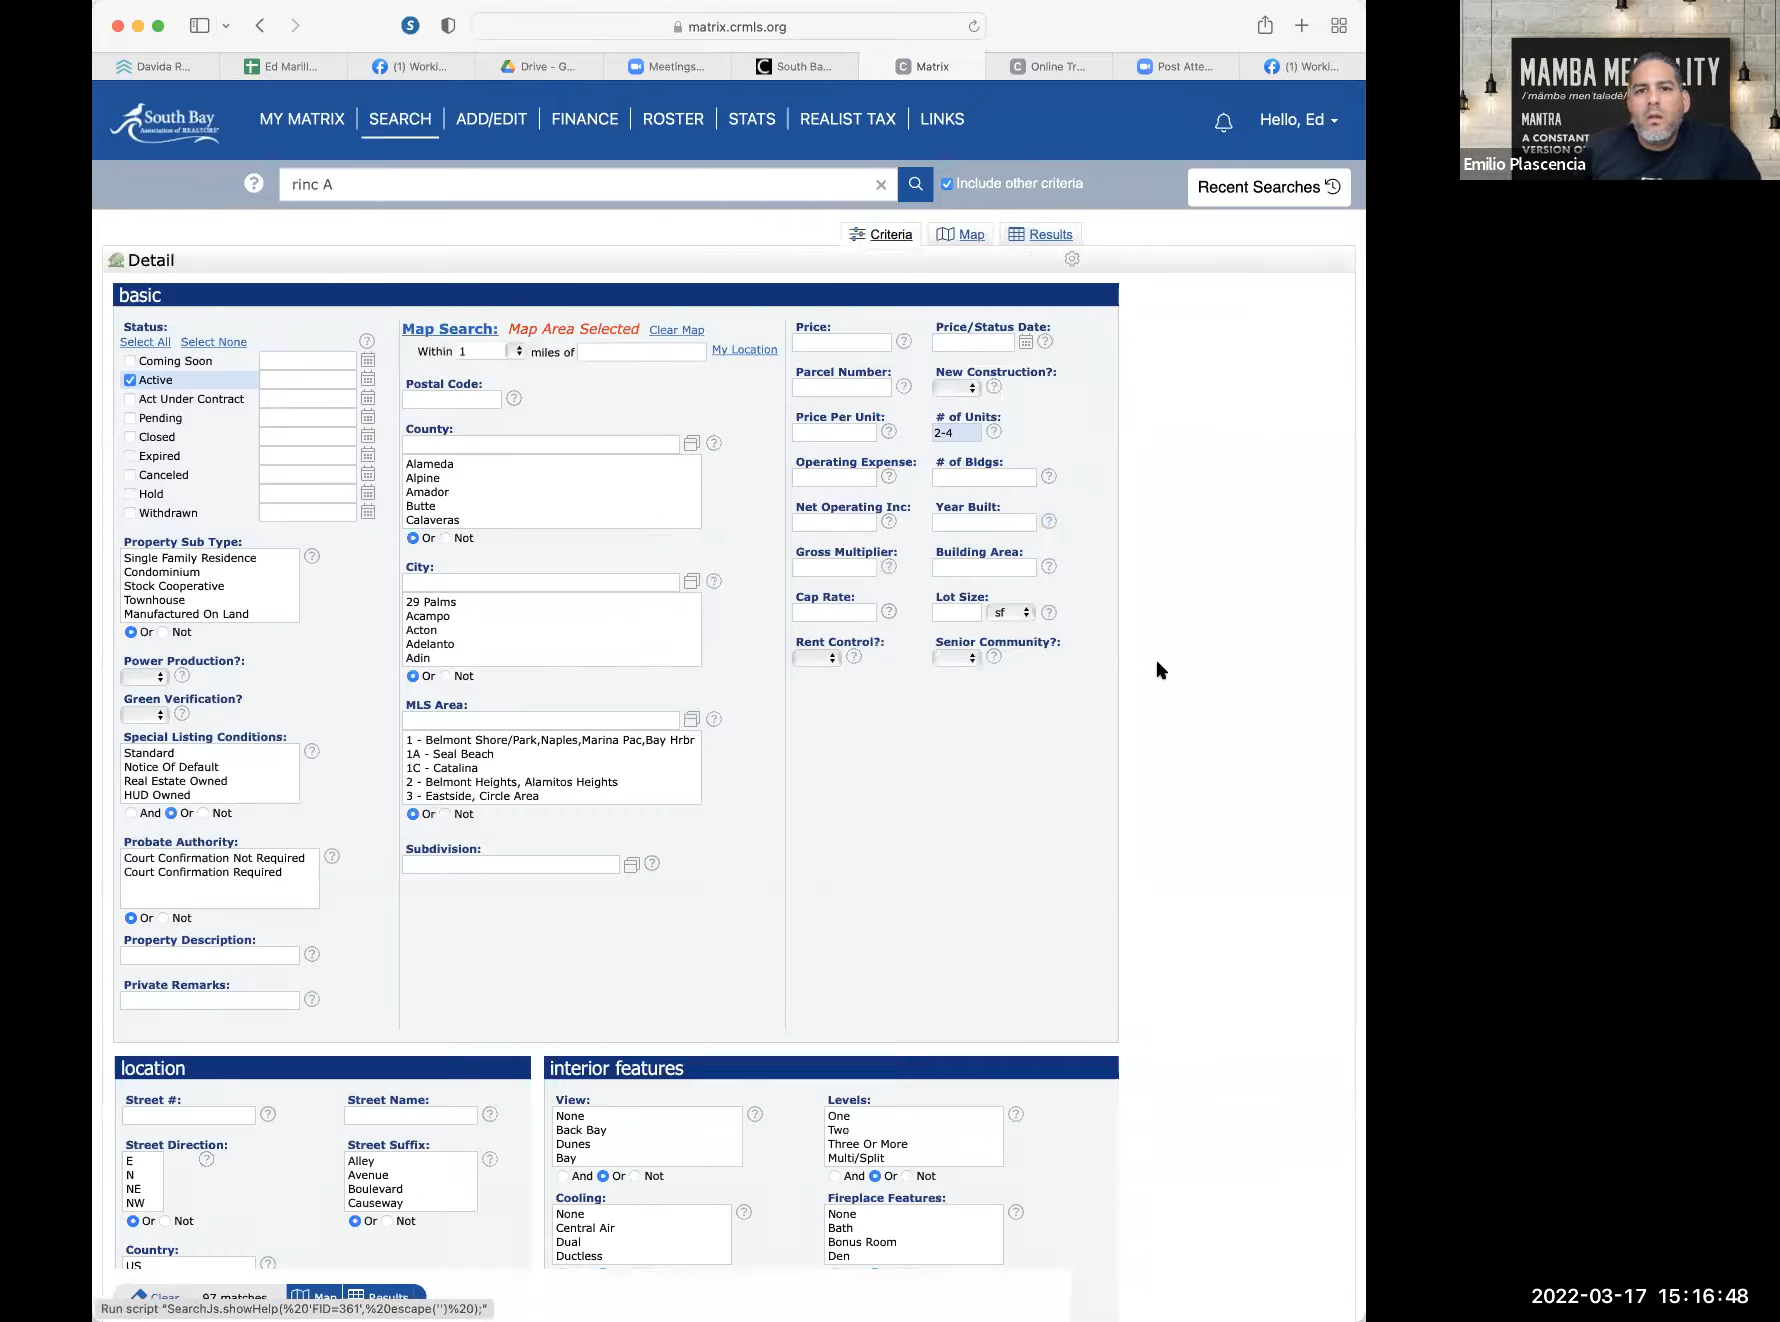 matrix.crmls.org
Davida R...
Ed Marill...
(1) Worki...
Drive - G...
Meetings...
South Ba...
Matrix
Online Tr...
Post Atte...
(1) Worki...
South Bay
Association of REALTORS®
MY MATRIX
SEARCH
ADD/EDIT
FINANCE
ROSTER
STATS
REALIST TAX
LINKS
Hello, Ed
rinc A
Include other criteria
Recent Searches
Criteria
Map
Results
Detail
basic
Status:
Select All Select None
Coming Soon
Active
Act Under Contract
Pending
Closed
Expired
Canceled
Hold
Withdrawn
Property Sub Type:
Single Family Residence
Condominium
Stock Cooperative
Townhouse
Manufactured On Land
Or Not
Power Production?:
Green Verification?
Special Listing Conditions:
Standard
Notice Of Default
Real Estate Owned
HUD Owned
And Or Not
Probate Authority:
Court Confirmation Not Required
Court Confirmation Required
Or Not
Property Description:
Private Remarks:
Map Search: Map Area Selected Clear Map
Within 1 miles of My Location
Postal Code:
County:
Alameda
Alpine
Amador
Butte
Calaveras
Or Not
City:
29 Palms
Acampo
Acton
Adelanto
Adin
Or Not
MLS Area:
1 - Belmont Shore/Park,Naples,Marina Pac,Bay Hrbr
1A - Seal Beach
1C - Catalina
2 - Belmont Heights, Alamitos Heights
3 - Eastside, Circle Area
Or Not
Subdivision:
Price: Price/Status Date:
Parcel Number: New Construction?:
Price Per Unit: # of Units:
2-4
Operating Expense: # of Bldgs:
Net Operating Inc: Year Built:
Gross Multiplier: Building Area:
Cap Rate: Lot Size:
sf
Rent Control?: Senior Community?:
location
Street #: Street Name:
Street Direction: Street Suffix:
E
N
NE
NW
Or Not
Alley
Avenue
Boulevard
Causeway
Or Not
Country:
US
interior features
View:
None
Back Bay
Dunes
Bay
And Or Not
Levels:
One
Two
Three Or More
Multi/Split
And Or Not
Cooling:
None
Central Air
Dual
Ductless
Fireplace Features:
None
Bath
Bonus Room
Den
Clear 97 matches Map Results
Run script "SearchJs.showHelp(%20'FID=361',%20escape('')%20);"
MAMBA ME LITY
/ˈmämbə menˈtalədē/
MANTRA
A CONSTANT
VERSION O
Emilio Plascencia
2022-03-17 15:16:48